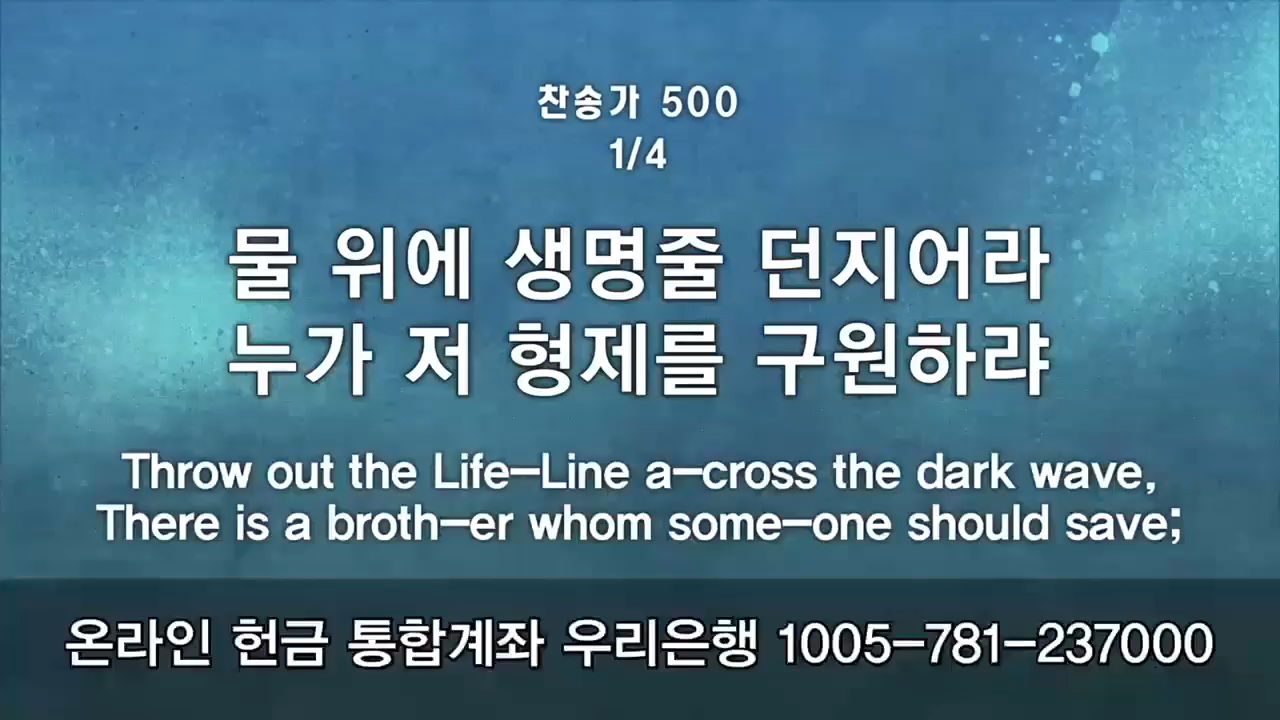 찬송가 500
1/4
물 위에 생명줄 던지어라
누가 저 형제를 구원하랴
Throw out the Life-Line a-cross the dark wave,
There is a broth-er whom some-one should save;
온라인 헌금 통합계좌 우리은행 1005-781-237000